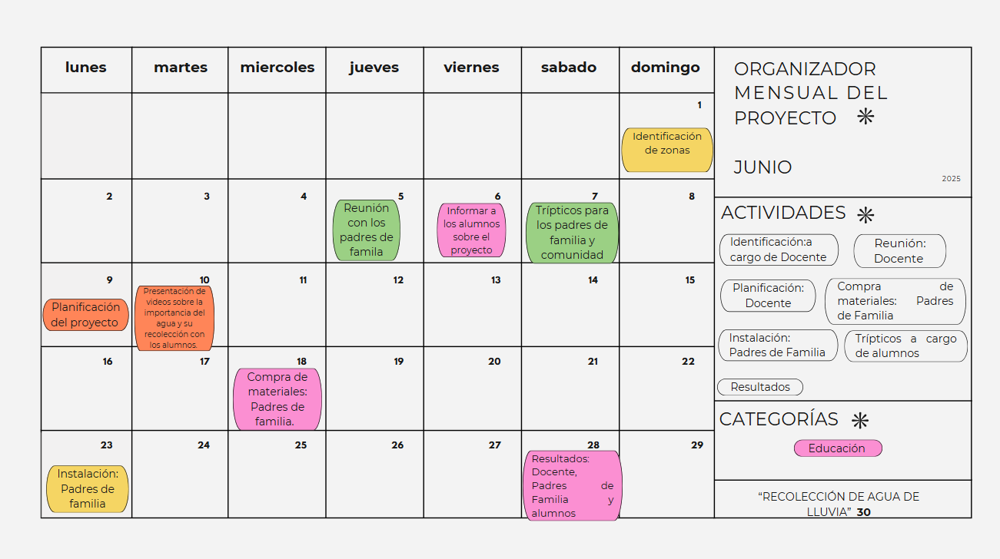 lunes martes miercoles jueves viernes sabado domingo
1
Identificación
de zonas
2 3 4 5 6 7 8
Reunión
con los
padres de
famila
Informar a
los alumnos
sobre el
proyecto
Trípticos para
los padres de
familia y
comunidad
9 10 11 12 13 14 15
Planificación
del proyecto
Presentación de
videos sobre la
importancia del
agua y su
recolección con
los alumnos.
16 17 18 19 20 21 22
Compra de
materiales:
Padres de
familia.
23 24 25 26 27 28 29
Instalación:
Padres de
familia
Resultados:
Docente,
Padres de
Familia y
alumnos
ORGANIZADOR
MENSUAL DEL
PROYECTO
JUNIO
2025
ACTIVIDADES
Identificación:a
cargo de Docente
Reunión:
Docente
Planificación:
Docente
Compra de
materiales: Padres
de Familia
Instalación:
Padres de Familia
Trípticos a cargo
de alumnos
Resultados
CATEGORÍAS
Educación
“RECOLECCIÓN DE AGUA DE
LLUVIA” 30